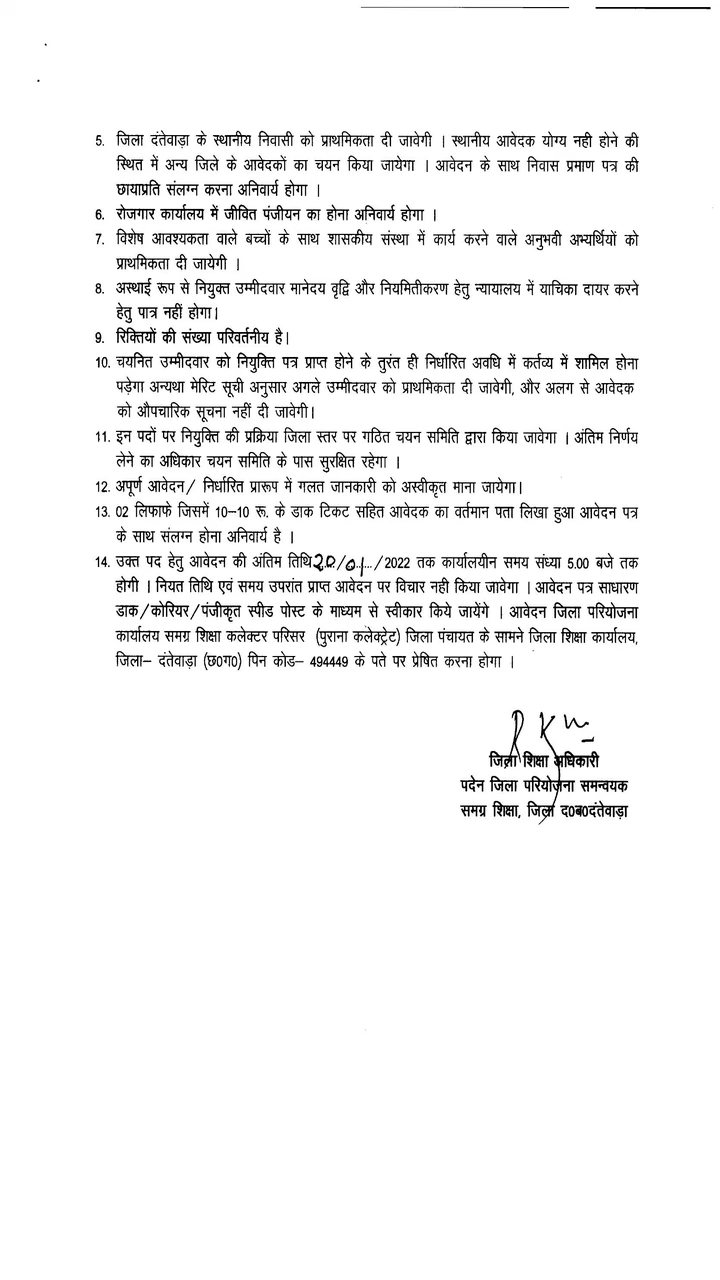 5. जिला दंतेवाड़ा के स्थानीय निवासी को प्राथमिकता दी जावेगी । स्थानीय आवेदक योग्य नही होने की
स्थित में अन्य जिले के आवेदकों का चयन किया जायेगा । आवेदन के साथ निवास प्रमाण पत्र की
छायाप्रति संलग्न करना अनिवार्य होगा ।
6. रोजगार कार्यालय में जीवित पंजीयन का होना अनिवार्य होगा ।
7. विशेष आवश्यकता वाले बच्चों के साथ शासकीय संस्था में कार्य करने वाले अनुभवी अभ्यर्थियों को
प्राथमिकता दी जायेगी ।
8. अस्थाई रूप से नियुक्त उम्मीदवार मानेदय वृद्वि और नियमितीकरण हेतु न्यायालय में याचिका दायर करने
हेतु पात्र नहीं होगा।
9. रिक्तियों की संख्या परिवर्तनीय है।
10. चयनित उम्मीदवार को नियुक्ति पत्र प्राप्त होने के तुरंत ही निर्धारित अवधि में कर्तव्य में शामिल होना
पड़ेगा अन्यथा मेरिट सूची अनुसार अगले उम्मीदवार को प्राथमिकता दी जावेगी, और अलग से आवेदक
को औपचारिक सूचना नहीं दी जावेगी।
11. इन पदों पर नियुक्ति की प्रक्रिया जिला स्तर पर गठित चयन समिति द्वारा किया जावेगा । अंतिम निर्णय
लेने का अधिकार चयन समिति के पास सुरक्षित रहेगा ।
12. अपूर्ण आवेदन/ निर्धारित प्रारूप में गलत जानकारी को अस्वीकृत माना जायेगा।
13. 02 लिफाफे जिसमें 10–10 रू. के डाक टिकट सहित आवेदक का वर्तमान पता लिखा हुआ आवेदन पत्र
के साथ संलग्न होना अनिवार्य है ।
14. उक्त पद हेतु आवेदन की अंतिम तिथि /01/2022 तक कार्यालयीन समय संध्या 5.00 बजे तक
होगी । नियत तिथि एवं समय उपरांत प्राप्त आवेदन पर विचार नही किया जावेगा । आवेदन पत्र साधारण
डाक/कोरियर/पंजीकृत स्पीड पोस्ट के माध्यम से स्वीकार किये जायेंगे । आवेदन जिला परियोजना
कार्यालय समग्र शिक्षा कलेक्टर परिसर (पुराना कलेक्ट्रेट) जिला पंचायत के सामने जिला शिक्षा कार्यालय,
जिला– दंतेवाड़ा (छ0ग0) पिन कोड– 494449 के पते पर प्रेषित करना होगा ।
जिला शिक्षा अधिकारी
पदेन जिला परियोजना समन्वयक
समग्र शिक्षा, जिला द0ब0दंतेवाड़ा